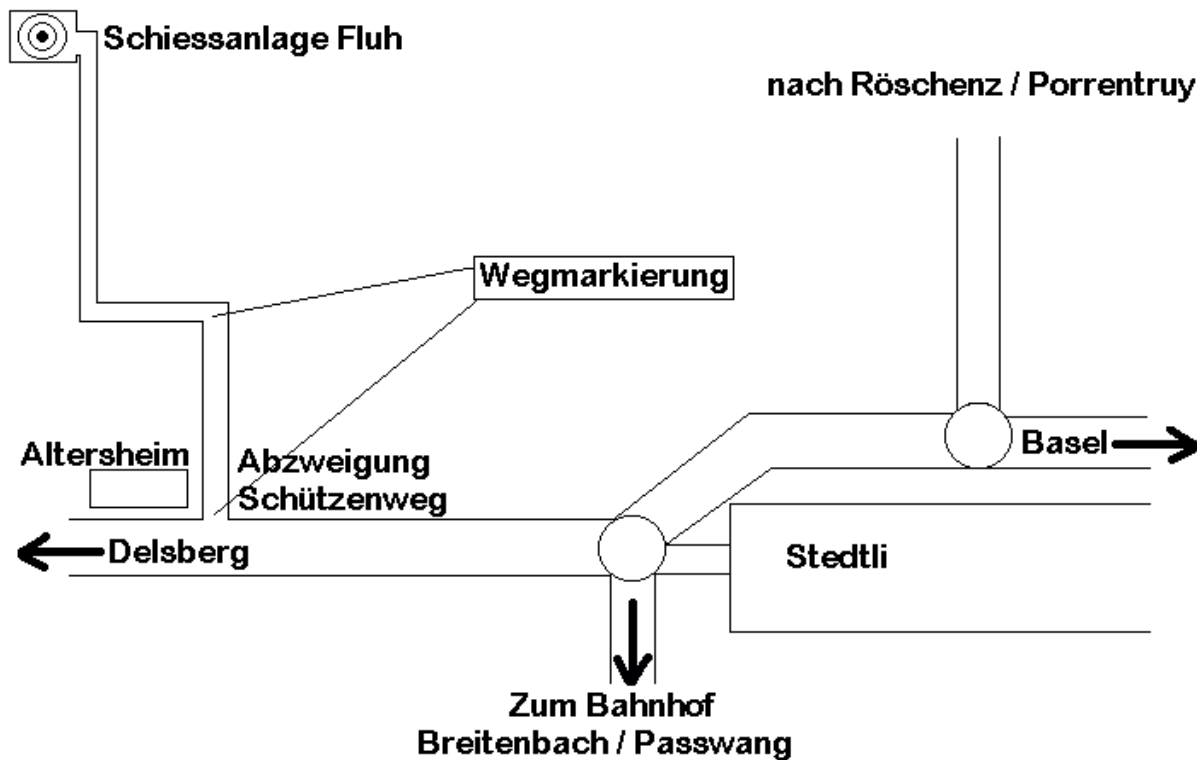 Schiessanlage Fluh
nach Röschenz / Porrentruy
Wegmarkierung
Altersheim
Abzweigung
Schützenweg
Basel
Delsberg
Stedtli
Zum Bahnhof
Breitenbach / Passwang